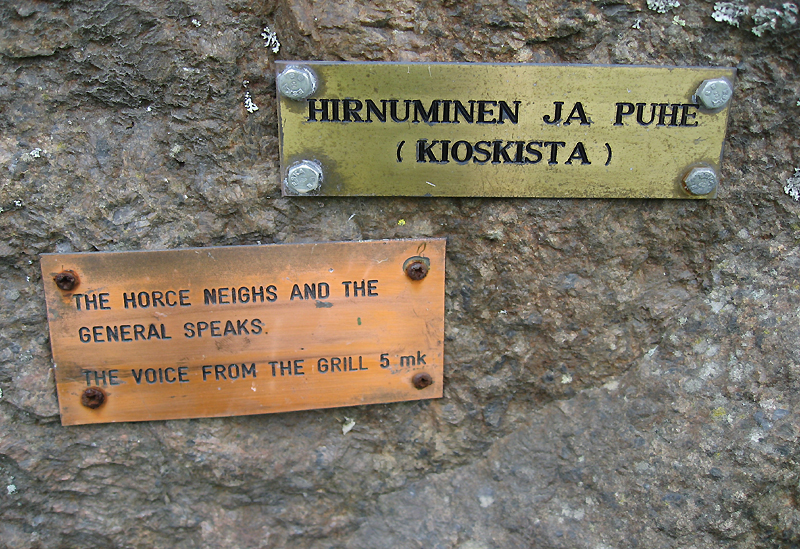 HIRNUMINEN JA PUHE
( KIOSKISTA )
THE HORCE NEIGHS AND THE
GENERAL SPEAKS.
THE VOICE FROM THE GRILL 5 mk